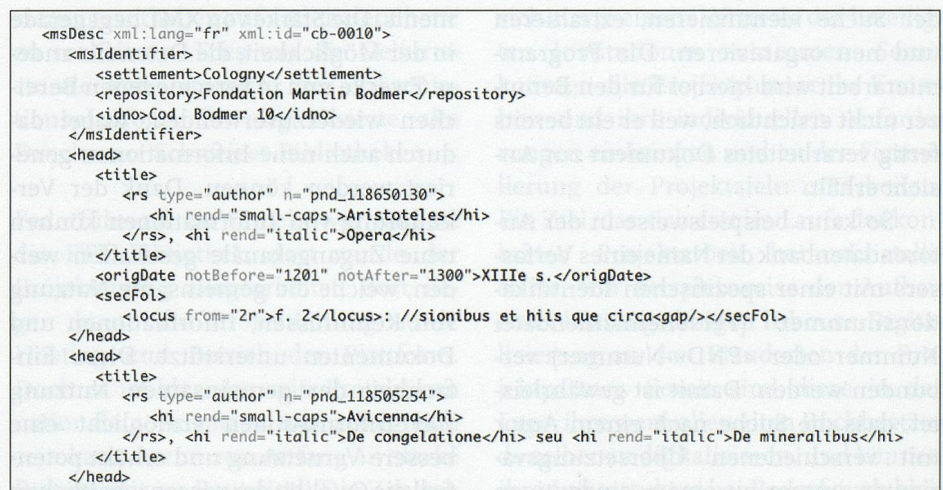 <msDesc xml:lang="fr" xml:id="cb-0010">
<msIdentifier>
<settlement>Cologny</settlement>
<repository>Fondation Martin Bodmer</repository>
<idno>Cod. Bodmer 10</idno>
</msIdentifier>
<head>
<title>
<rs type="author" n="pnd_118650130">
<hi rend="small-caps">Aristoteles</hi>
</rs>, <hi rend="italic">Opera</hi>
</title>
<origDate notBefore="1201" notAfter="1300">XIIIe s.</origDate>
<secFol>
<locus from="2r">f. 2</locus>: //sionibus et hiis que circa<gap/></secFol>
</head>
<head>
<title>
<rs type="author" n="pnd_118505254">
<hi rend="small-caps">Avicenna</hi>
</rs>, <hi rend="italic">De congelatione</hi> seu <hi rend="italic">De mineralibus</hi>
</title>
</head>